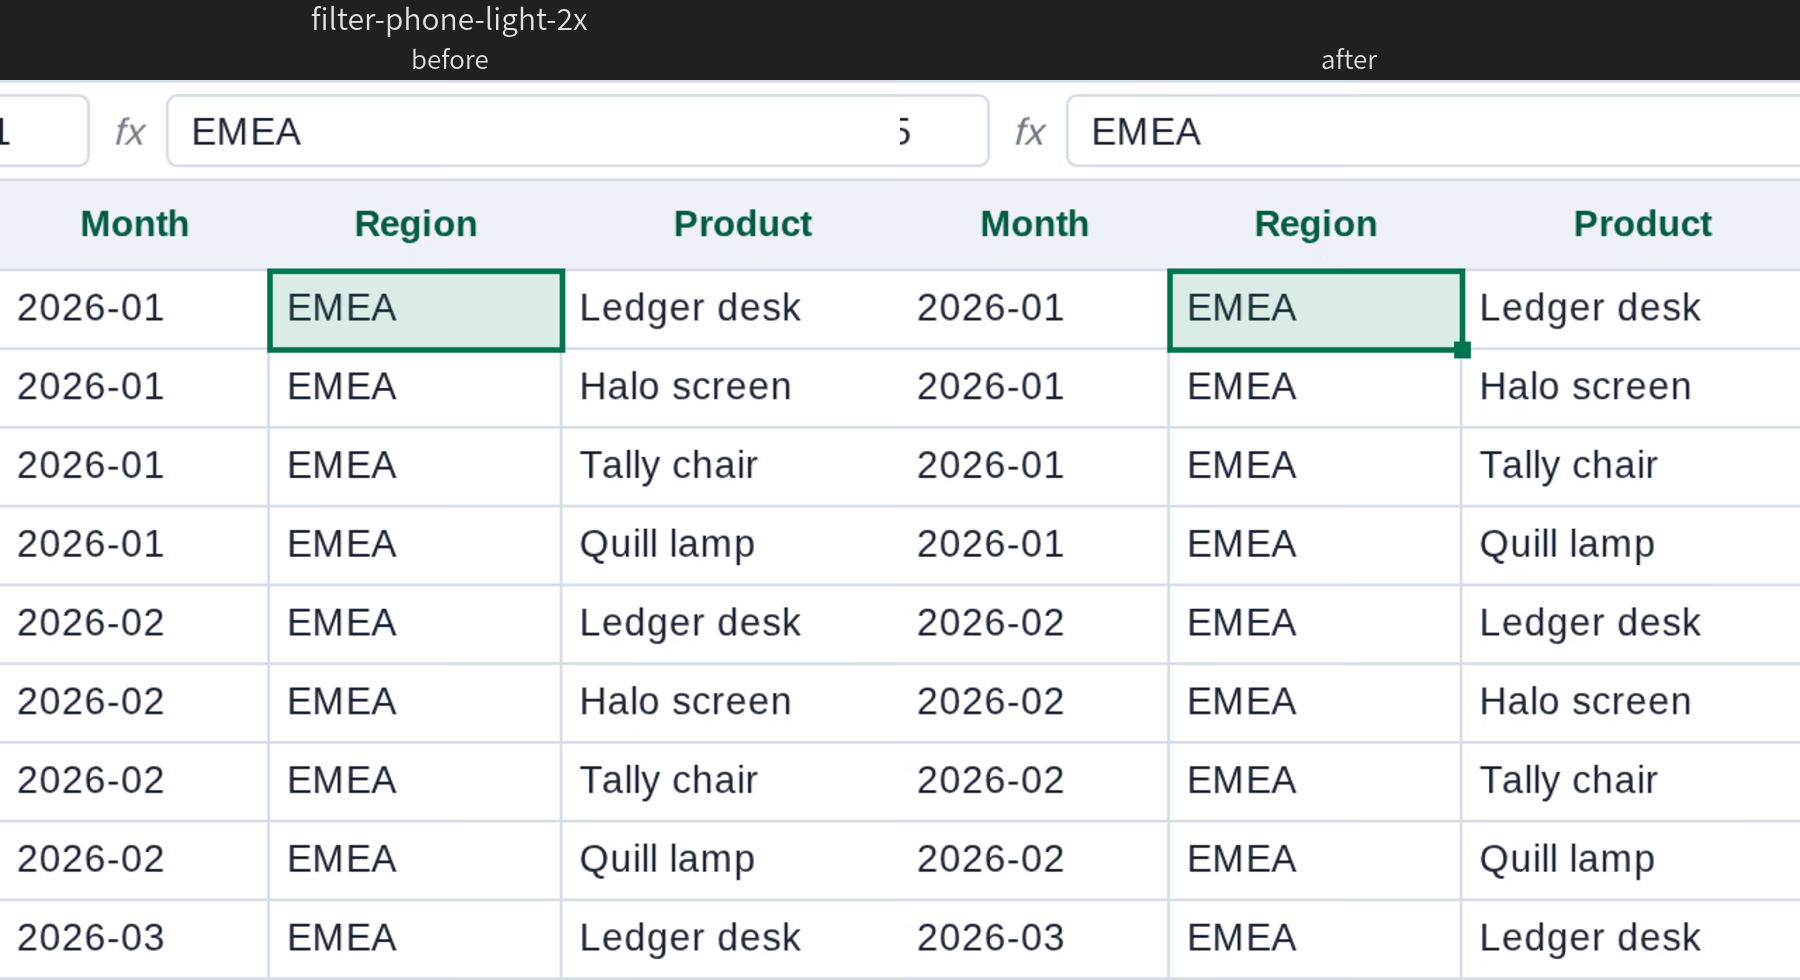 filter-phone-light-2x
before after
1 fx EMEA 5 fx EMEA
Month Region Product Month Region Product
2026-01 EMEA Ledger desk 2026-01 EMEA Ledger desk
2026-01 EMEA Halo screen 2026-01 EMEA Halo screen
2026-01 EMEA Tally chair 2026-01 EMEA Tally chair
2026-01 EMEA Quill lamp 2026-01 EMEA Quill lamp
2026-02 EMEA Ledger desk 2026-02 EMEA Ledger desk
2026-02 EMEA Halo screen 2026-02 EMEA Halo screen
2026-02 EMEA Tally chair 2026-02 EMEA Tally chair
2026-02 EMEA Quill lamp 2026-02 EMEA Quill lamp
2026-03 EMEA Ledger desk 2026-03 EMEA Ledger desk